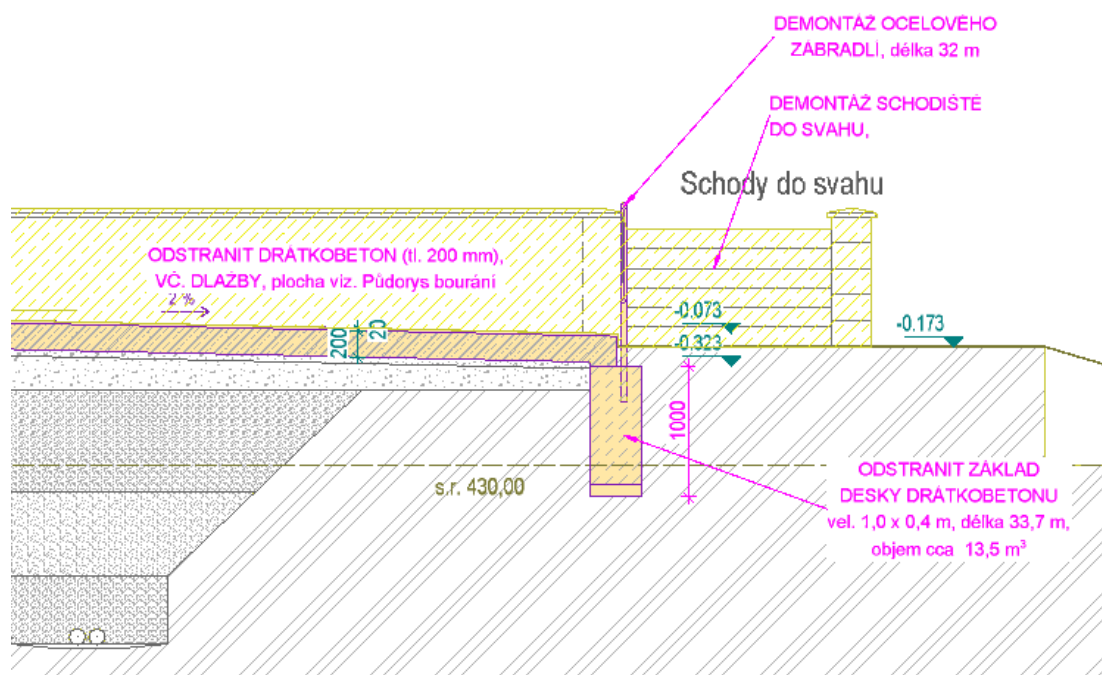 DEMONTÁŽ OCELOVÉHO
ZÁBRADLÍ, délka 32 m
DEMONTÁŽ SCHODIŠTĚ
DO SVAHU,
Schody do svahu
ODSTRANIT DRÁTKOBETON (tl. 200 mm),
VČ. DLAŽBY, plocha viz. Půdorys bourání
2 %
-0.073
-0.173
200
20
-0.323
1000
s.r. 430,00
ODSTRANIT ZÁKLAD
DESKY DRÁTKOBETONU
vel. 1,0 x 0,4 m, délka 33,7 m,
objem cca 13,5 m³